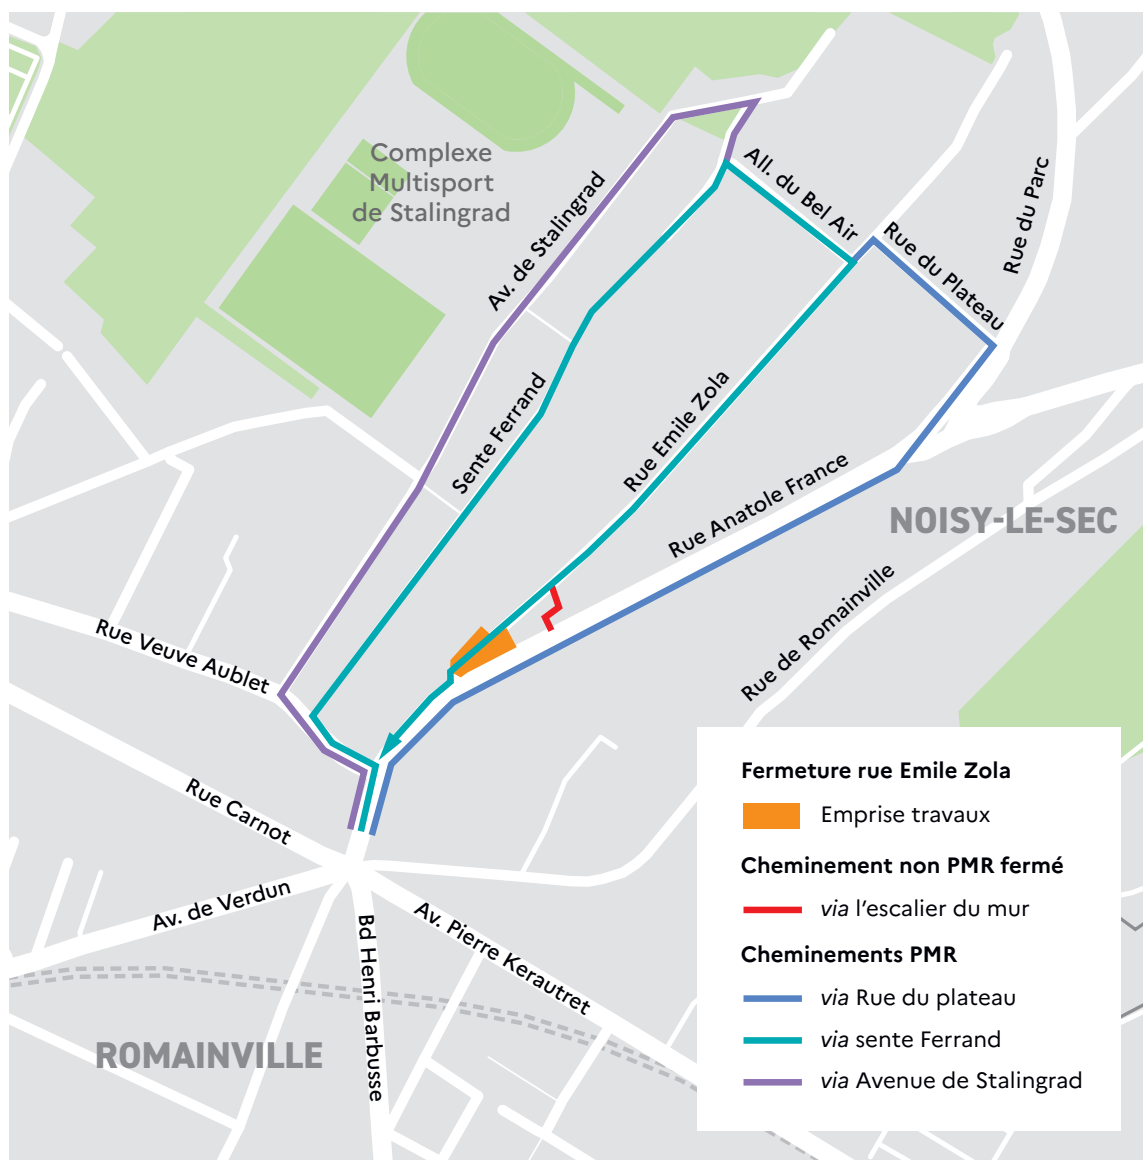 Complexe
Multisport
de Stalingrad
Av. de Stalingrad
All. du Bel Air
Rue du Plateau
Rue du Parc
Sente Ferrand
Rue Emile Zola
Rue Anatole France
NOISY-LE-SEC
Rue de Romainville
Rue Veuve Aublet
Rue Carnot
Av. de Verdun
Bd Henri Barbusse
Av. Pierre Kerautret
ROMAINVILLE
Fermeture rue Emile Zola
Emprise travaux
Cheminement non PMR fermé
via l'escalier du mur
Cheminements PMR
via Rue du plateau
via sente Ferrand
via Avenue de Stalingrad